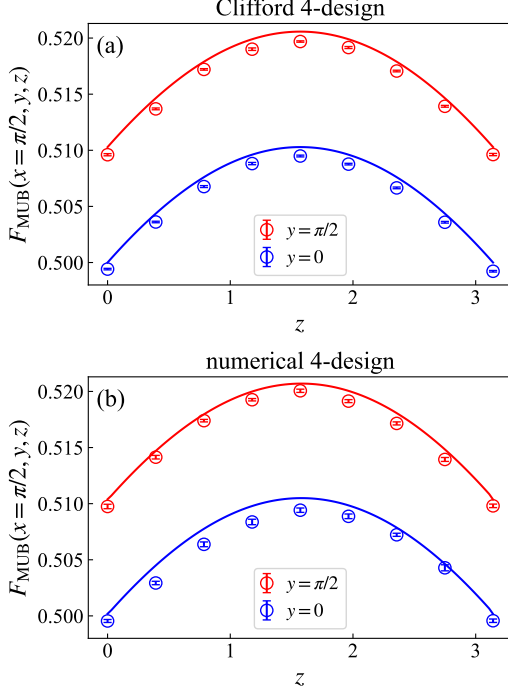 Clifford 4-design
(a)
F_MUB(x = π/2, y, z)
0.520
0.515
0.510
0.505
0.500
y = π/2
y = 0
0 1 2 3
z
numerical 4-design
(b)
F_MUB(x = π/2, y, z)
0.520
0.515
0.510
0.505
0.500
y = π/2
y = 0
0 1 2 3
z